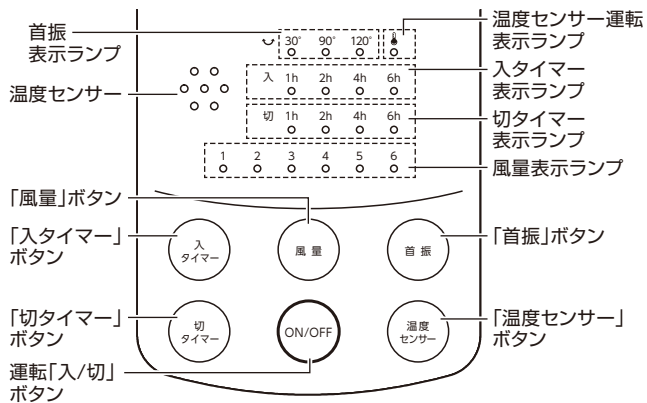 首振
表示ランプ
温度センサー
「風量」ボタン
「入タイマー」
ボタン
「切タイマー」
ボタン
運転「入/切」
ボタン
30° 90° 120°
入 1h 2h 4h 6h
切 1h 2h 4h 6h
1 2 3 4 5 6
入
タイマー
風量
首振
切
タイマー
ON/OFF
温度
センサー
温度センサー運転
表示ランプ
入タイマー
表示ランプ
切タイマー
表示ランプ
風量表示ランプ
「首振」ボタン
「温度センサー」
ボタン